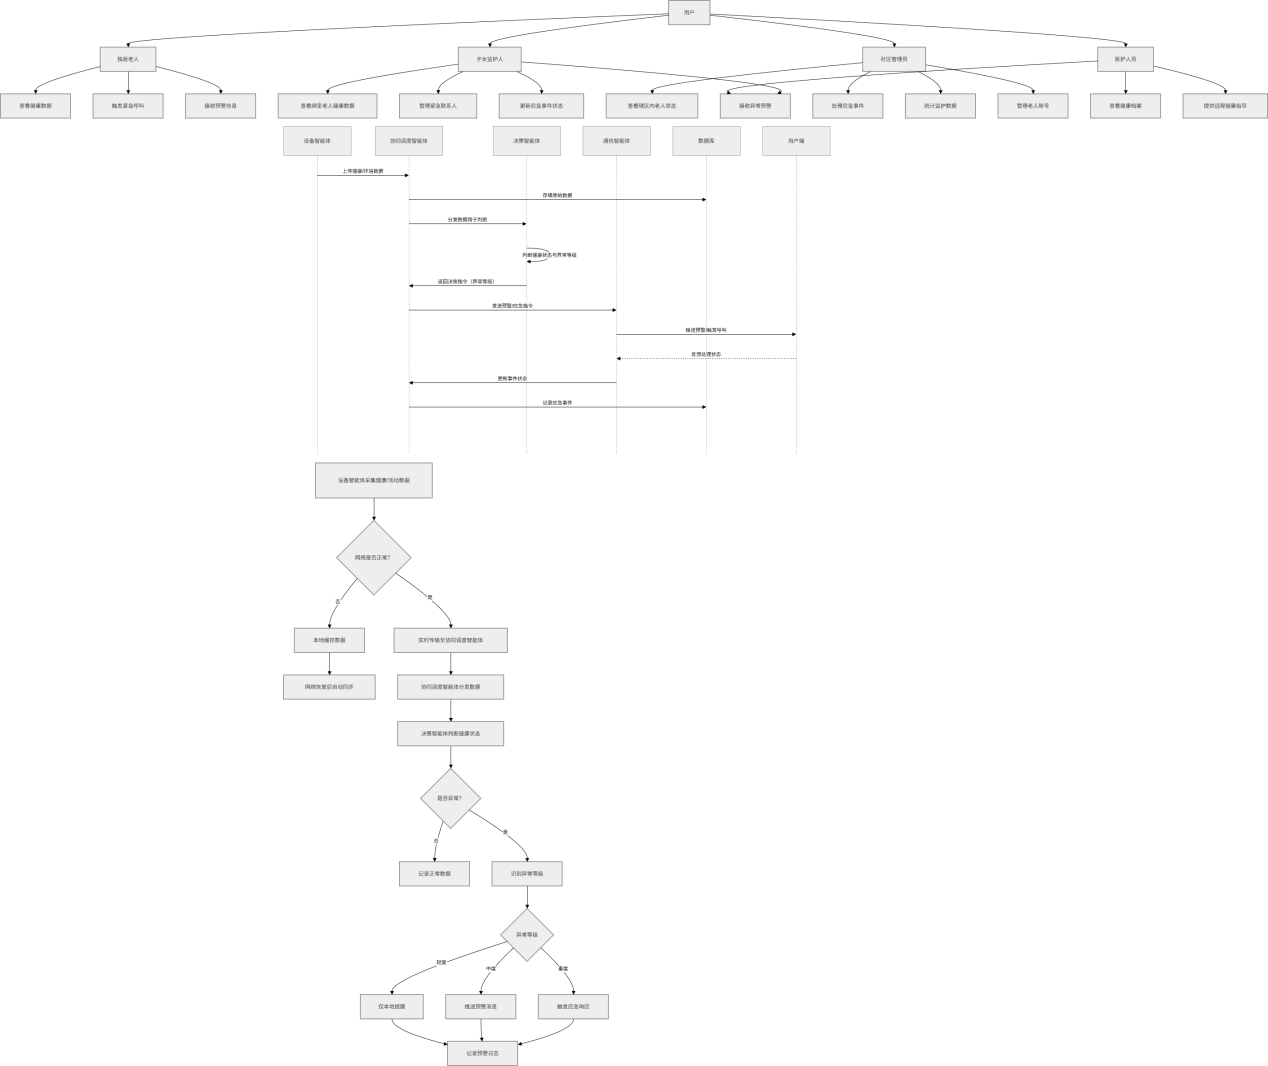 用户
独居老人
子女监护人
社区管理员
医护人员
查看健康数据
触发紧急呼叫
接收预警信息
查看绑定老人健康数据
管理紧急联系人
更新应急事件状态
查看辖区内老人状态
接收异常预警
处理应急事件
统计监护数据
管理老人账号
查看健康档案
提供远程健康指导
设备智能体
协同调度智能体
决策智能体
通信智能体
数据库
用户端
上传健康/环境数据
存储原始数据
分发数据用于判断
判断健康状态与异常等级
返回决策指令（异常等级）
发送预警/应急指令
推送预警/触发呼叫
反馈处理状态
更新事件状态
记录应急事件
设备智能体采集健康/活动数据
网络是否正常?
否
是
本地缓存数据
实时传输至协同调度智能体
网络恢复后自动同步
协同调度智能体分发数据
决策智能体判断健康状态
是否异常?
否
是
记录正常数据
识别异常等级
异常等级
轻度
中度
重度
仅本地提醒
推送预警消息
触发应急响应
记录预警日志